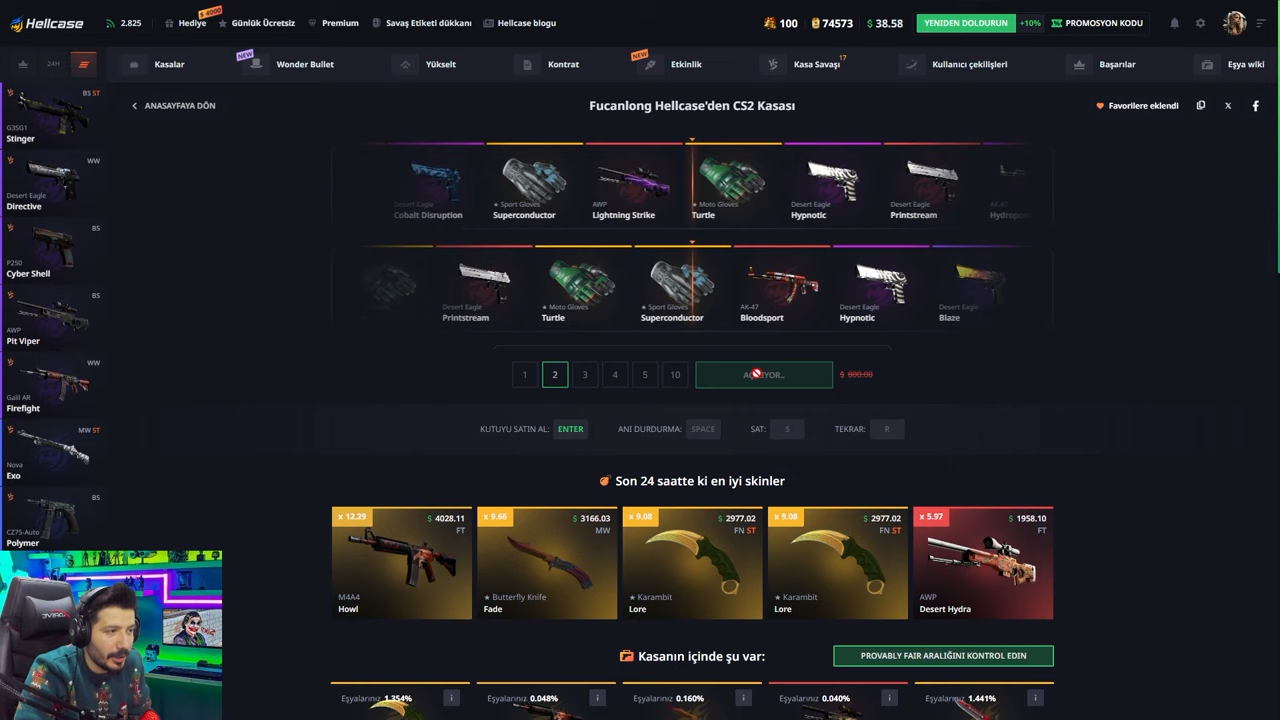 Hellcase
2.825
Hediye
$ 4000
Günlük Ücretsiz
Premium
Savaş Etiketi dükkanı
Hellcase blogu
100
74573
$ 38.58
YENİDEN DOLDURUN
+10%
PROMOSYON KODU
24H
Kasalar
NEW
Wonder Bullet
Yükselt
Kontrat
NEW
Etkinlik
Kasa Savaşı 17
Kullanıcı çekilişleri
Başarılar
Eşya wiki
ANASAYFAYA DÖN
Fucanlong Hellcase'den CS2 Kasası
Favorilere eklendi
BS ST
G3SG1
Stinger
WW
Desert Eagle
Directive
BS
P250
Cyber Shell
BS
AWP
Pit Viper
WW
Galil AR
Firefight
MW ST
Nova
Exo
BS
CZ75-Auto
Polymer
Desert Eagle
Cobalt Disruption
★ Sport Gloves
Superconductor
AWP
Lightning Strike
★ Moto Gloves
Turtle
Desert Eagle
Hypnotic
Desert Eagle
Printstream
AK-47
Desert Eagle
Printstream
★ Moto Gloves
Turtle
★ Sport Gloves
Superconductor
AK-47
Bloodsport
Desert Eagle
Hypnotic
Desert Eagle
Blaze
1
2
3
4
5
10
$ 800.00
KUTUYU SATIN AL: ENTER
ANI DURDURMA: SPACE
SAT: S
TEKRAR: R
Son 24 saatte ki en iyi skinler
x 12.29
$ 4028.11
FT
M4A4
Howl
x 9.66
$ 3166.03
MW
★ Butterfly Knife
Fade
x 9.08
$ 2977.02
FN ST
★ Karambit
Lore
x 9.08
$ 2977.02
FN ST
★ Karambit
Lore
x 5.97
$ 1958.10
FT
AWP
Desert Hydra
Kasanın içinde şu var:
PROVABLY FAIR ARALIĞINI KONTROL EDIN
Eşyalarınız 1.354%
Eşyalarınız 0.048%
Eşyalarınız 0.160%
Eşyalarınız 0.040%
Eşyalarınız 1.441%